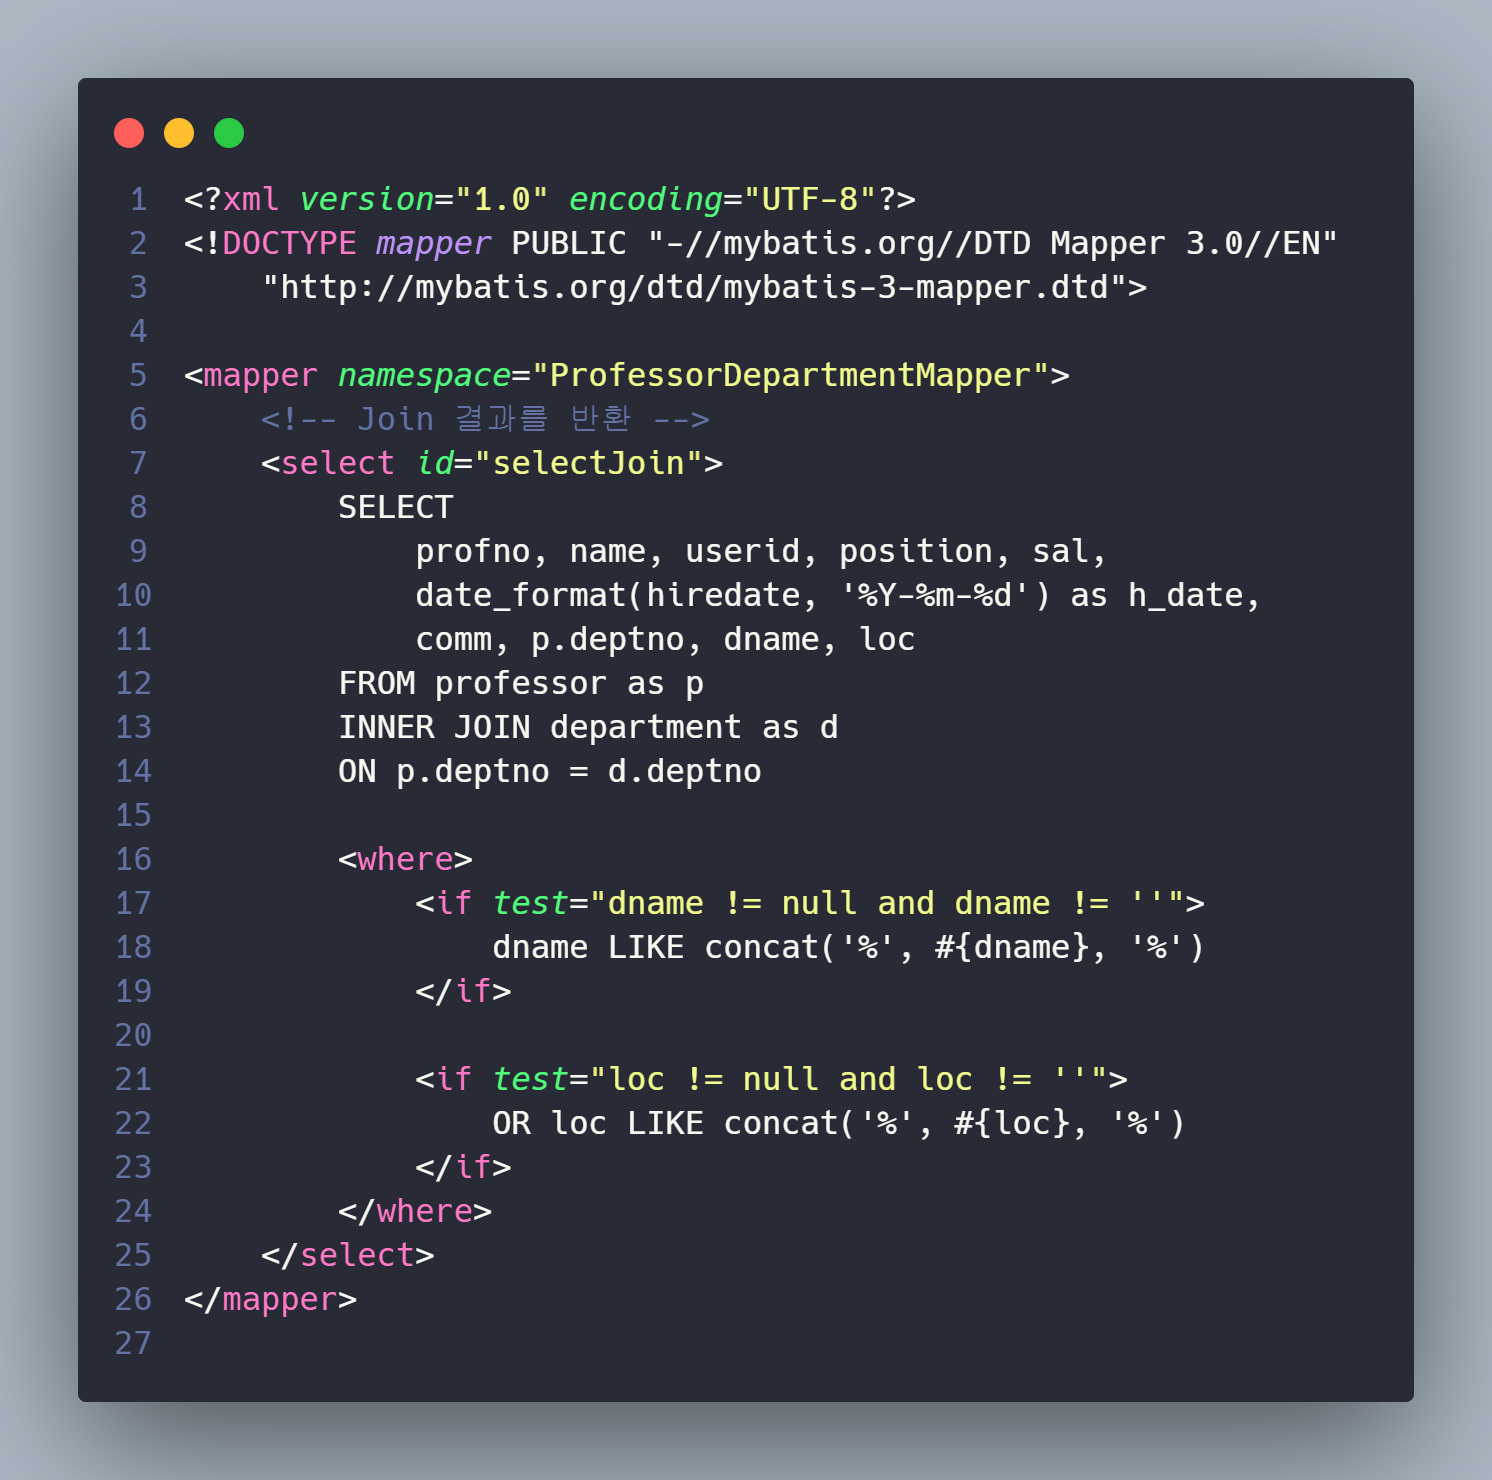 1 <?xml version="1.0" encoding="UTF-8"?>
2 <!DOCTYPE mapper PUBLIC "-//mybatis.org//DTD Mapper 3.0//EN"
3     "http://mybatis.org/dtd/mybatis-3-mapper.dtd">
4
5 <mapper namespace="ProfessorDepartmentMapper">
6     <!-- Join 결과를 반환 -->
7     <select id="selectJoin">
8         SELECT
9             profno, name, userid, position, sal,
10             date_format(hiredate, '%Y-%m-%d') as h_date,
11             comm, p.deptno, dname, loc
12         FROM professor as p
13         INNER JOIN department as d
14         ON p.deptno = d.deptno
15
16         <where>
17             <if test="dname != null and dname != ''">
18                 dname LIKE concat('%', #{dname}, '%')
19             </if>
20
21             <if test="loc != null and loc != ''">
22                 OR loc LIKE concat('%', #{loc}, '%')
23             </if>
24         </where>
25     </select>
26 </mapper>
27